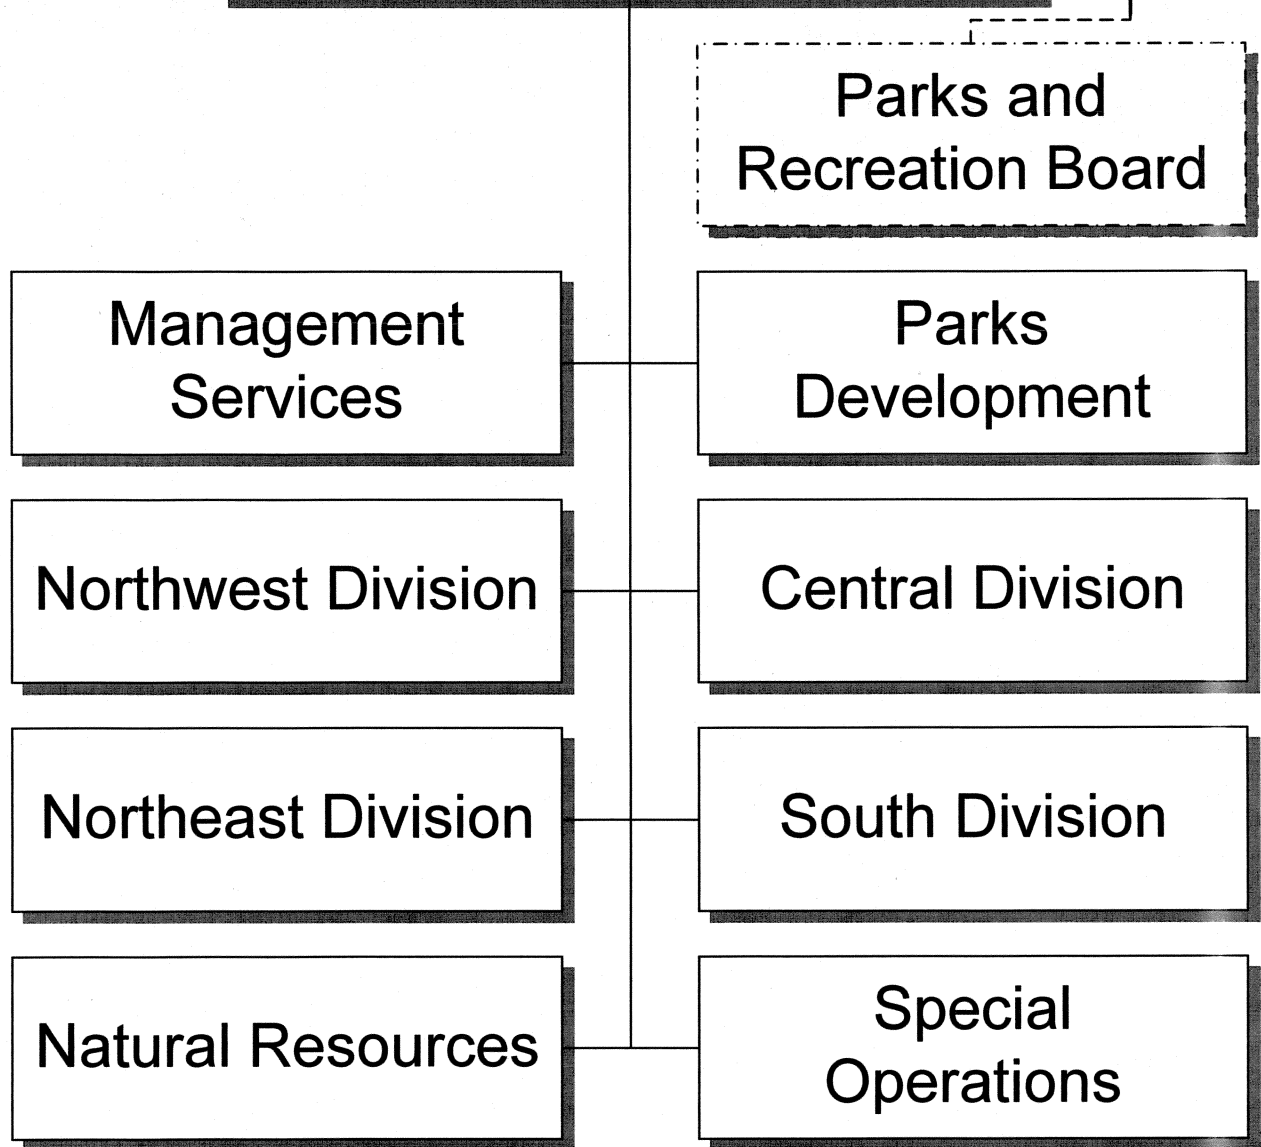 Parks and
Recreation Board
Management
Services
Parks
Development
Northwest Division
Central Division
Northeast Division
South Division
Natural Resources
Special
Operations